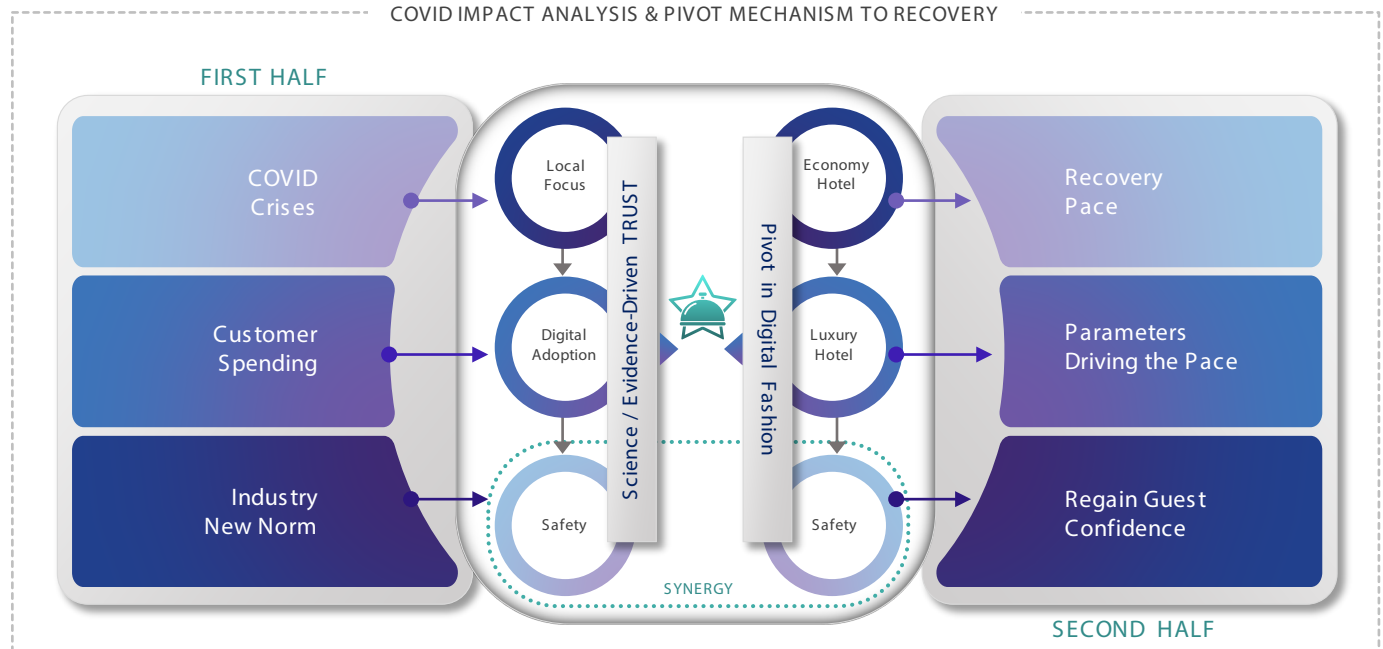 COVID IMPACT ANALYSIS & PIVOT MECHANISM TO RECOVERY
FIRST HALF
COVID
Crises
Customer
Spending
Industry
New Norm
Local
Focus
Digital
Adoption
Safety
Science / Evidence-Driven TRUST
Pivot in Digital Fashion
Economy
Hotel
Luxury
Hotel
Safety
SYNERGY
Recovery
Pace
Parameters
Driving the Pace
Regain Guest
Confidence
SECOND HALF